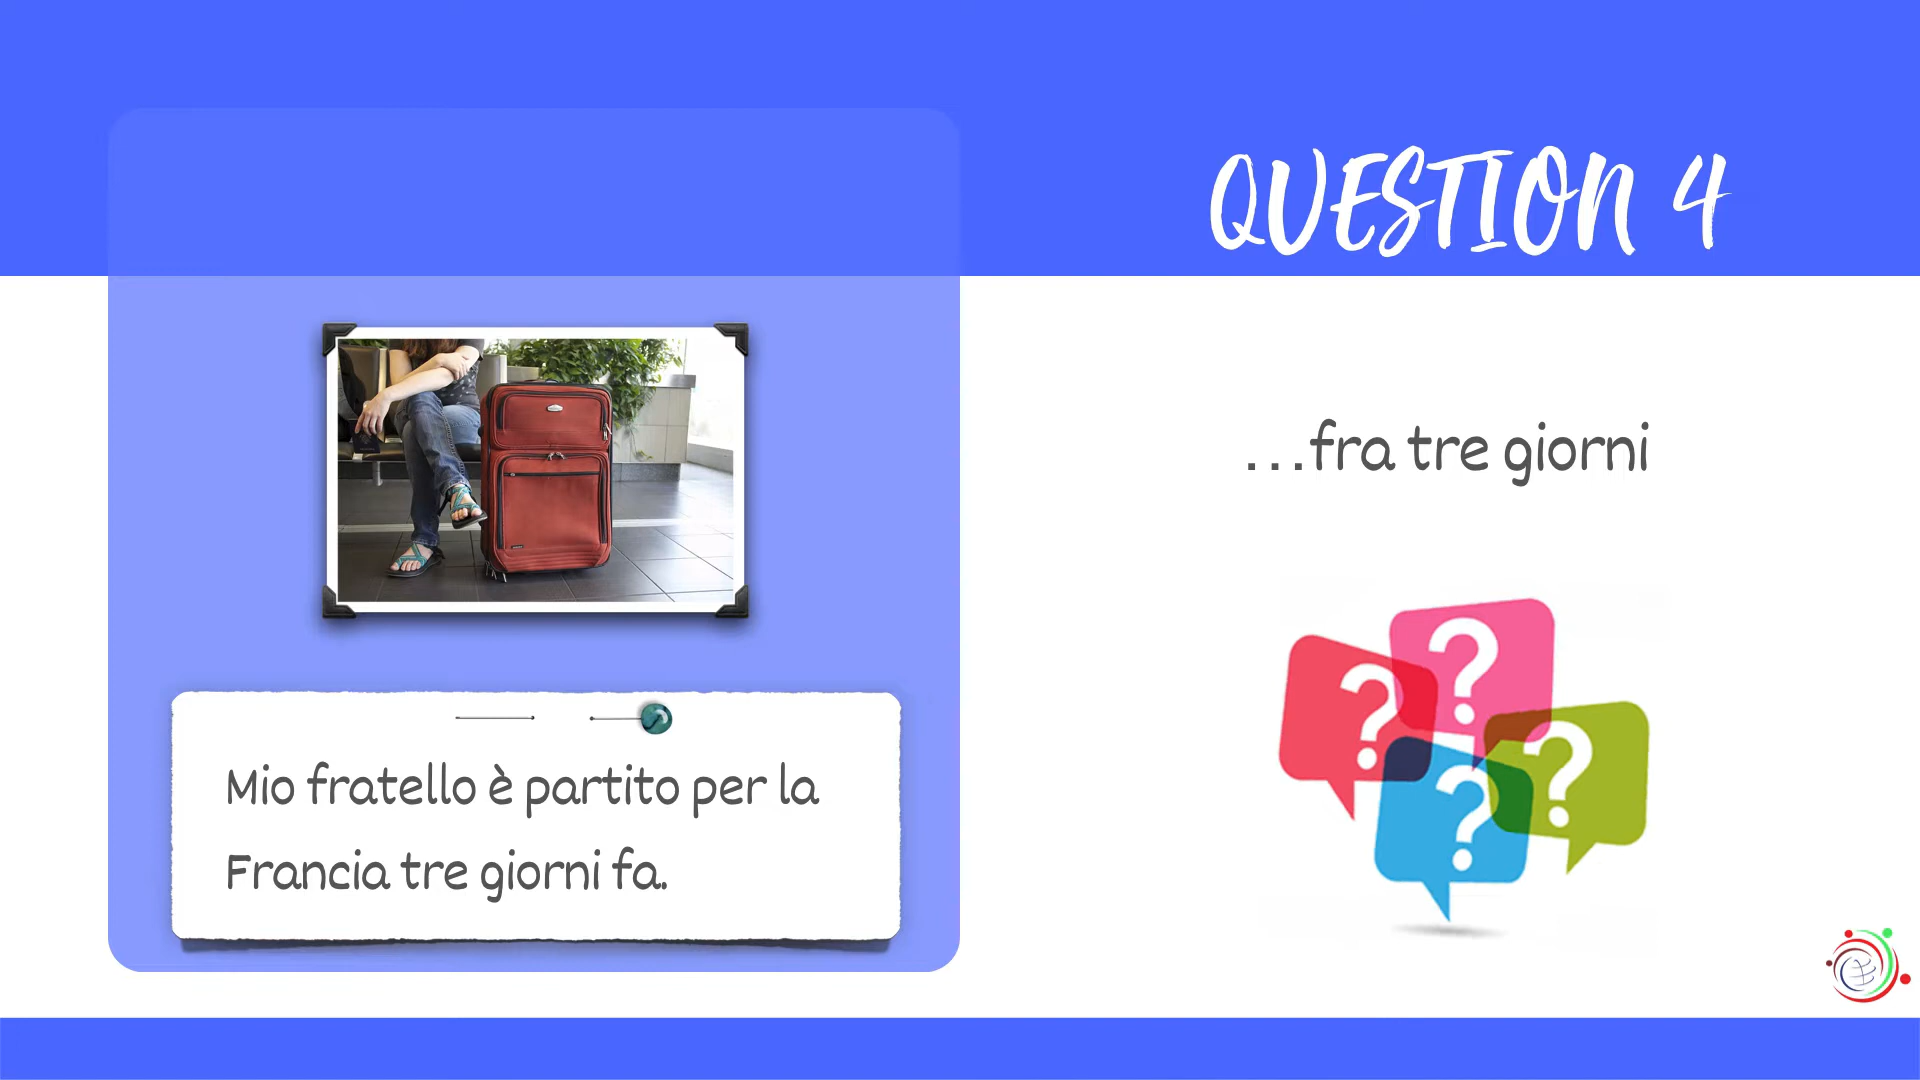 QUESTION 4
…fra tre giorni
Mio fratello è partito per la
Francia tre giorni fa.